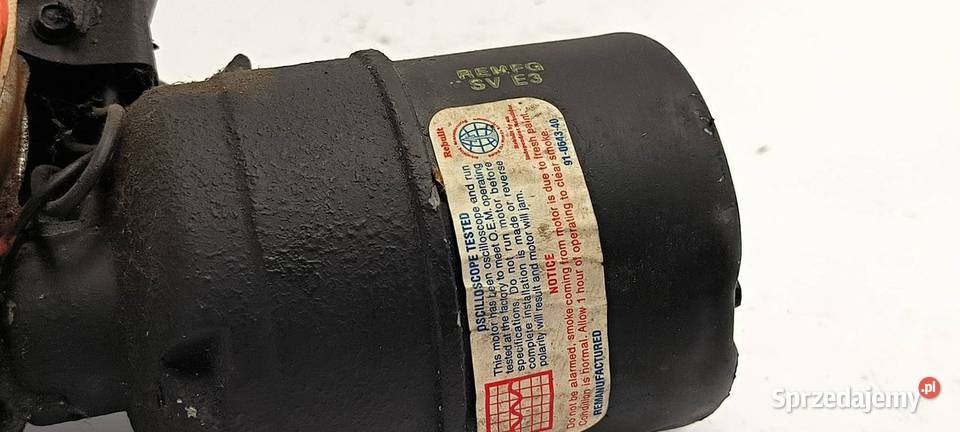 REMFG
SV E3
Rebuilt
OSCILLOSCOPE TESTED
This motor has been oscilloscope and run
tested at the factory to meet O.E.M. operating
specifications. Do not run motor before
complete installation is made or reverse
polarity will result and motor will jam.
NOTICE
Do not be alarmed, smoke coming from motor is due to fresh paint.
Condition is normal. Allow 1 hour of operating to clear smoke.
REMANUFACTURED
91-0643-40
Sprzedajemy.pl